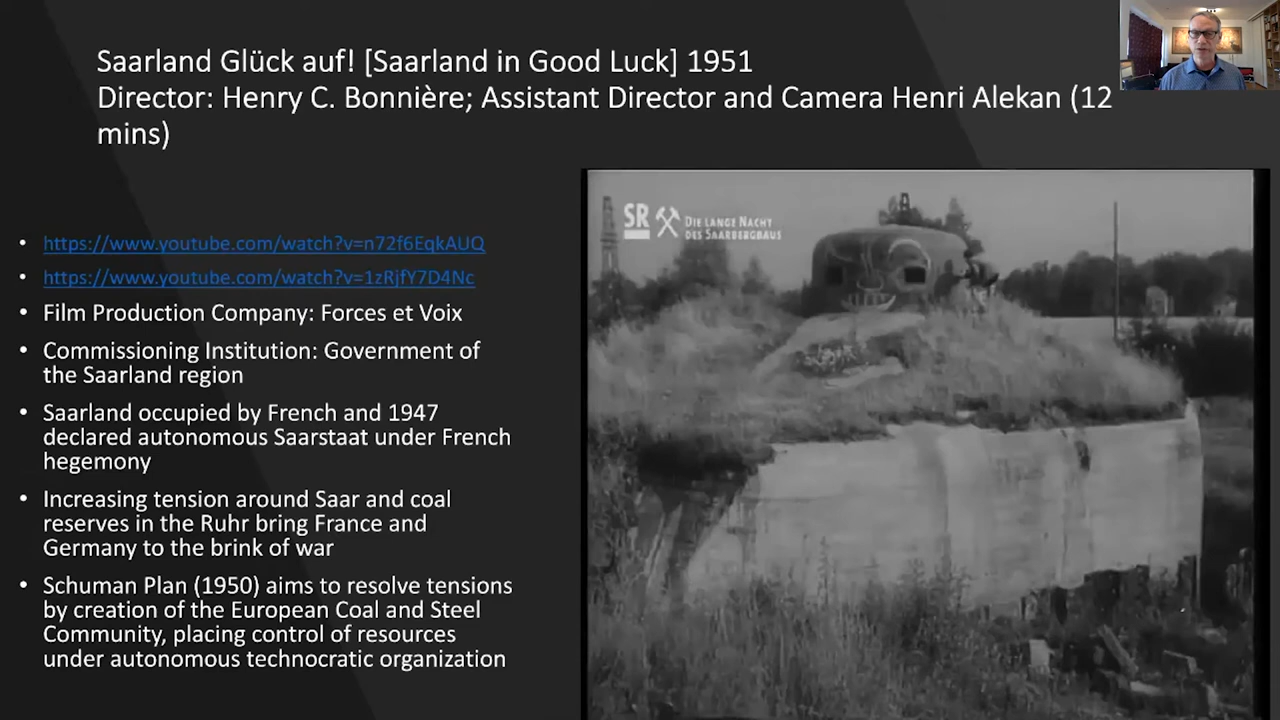 Saarland Glück auf! [Saarland in Good Luck] 1951
Director: Henry C. Bonnière; Assistant Director and Camera Henri Alekan (12
mins)
• https://www.youtube.com/watch?v=n72f6EqkAUQ
• https://www.youtube.com/watch?v=1zRjfY7D4Nc
• Film Production Company: Forces et Voix
• Commissioning Institution: Government of
the Saarland region
• Saarland occupied by French and 1947
declared autonomous Saarstaat under French
hegemony
• Increasing tension around Saar and coal
reserves in the Ruhr bring France and
Germany to the brink of war
• Schuman Plan (1950) aims to resolve tensions
by creation of the European Coal and Steel
Community, placing control of resources
under autonomous technocratic organization
SR
DIE LANGE NACHT
DES SAARBERGBAUS